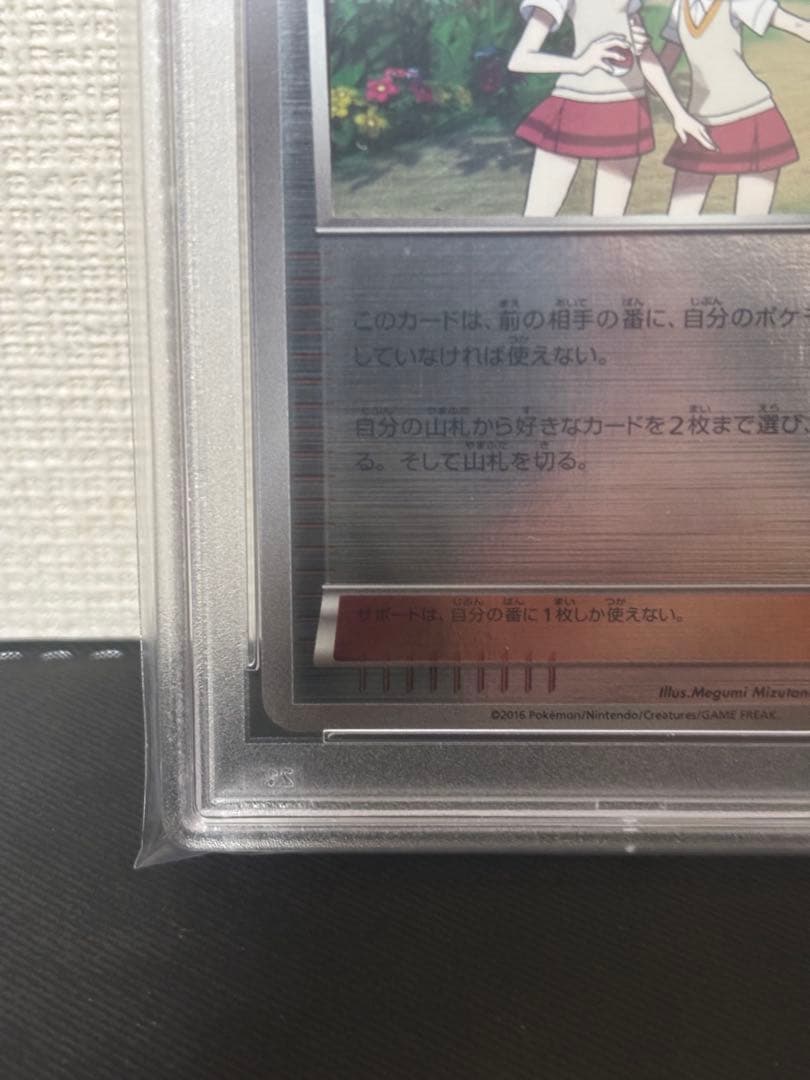 このカードは、前の相手の番に、自分のポケモ
していなければ使えない。
自分の山札から好きなカードを2枚まで選び、
る。そして山札を切る。
サポートは、自分の番に1枚しか使えない。
Illus.Megumi Mizutan
©2016 Pokémon/Nintendo/Creatures/GAME FREAK.